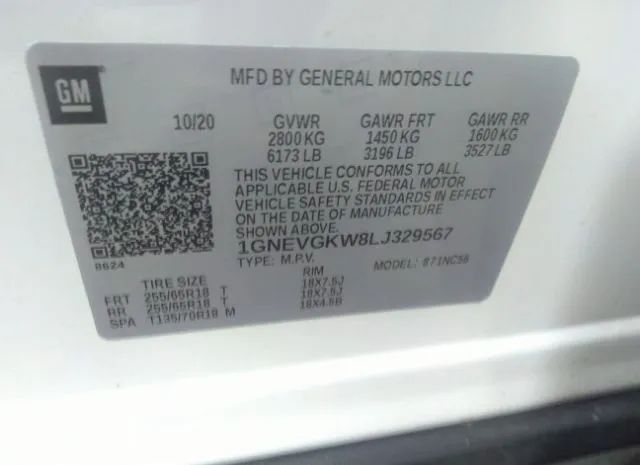 GM
MFD BY GENERAL MOTORS LLC
10/20 GVWR GAWR FRT GAWR RR
2800 KG 1450 KG 1600 KG
6173 LB 3196 LB 3527 LB
THIS VEHICLE CONFORMS TO ALL
APPLICABLE U.S. FEDERAL MOTOR
VEHICLE SAFETY STANDARDS IN EFFECT
ON THE DATE OF MANUFACTURE
SHOWN ABOVE.
1GNEVGKW8LJ329567
8624
TYPE: M.P.V. MODEL:
TIRE SIZE RIM
FRT 255/65R18 T 18X7.5J
RR 255/65R18 T 18X7.5J
SPA T135/70R18 M 18X4.5B